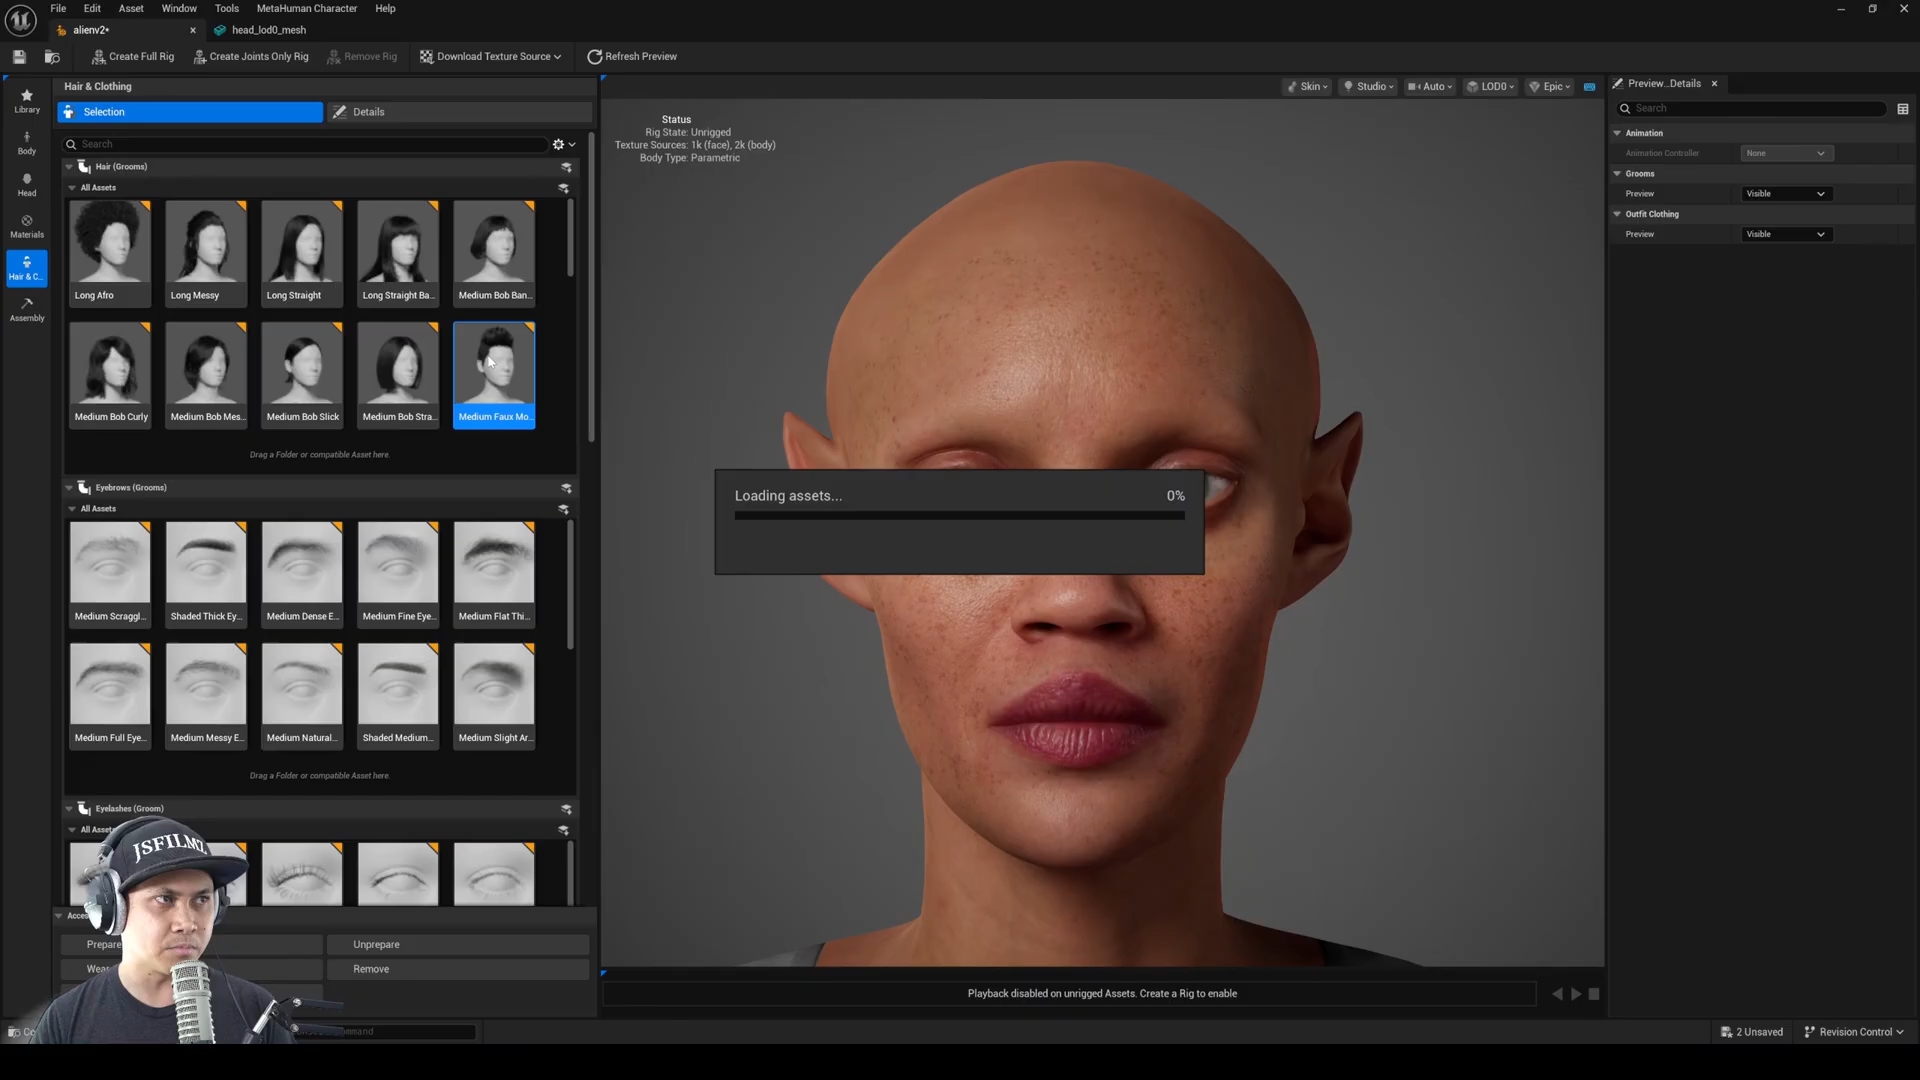 File Edit Asset Window Tools MetaHuman Character Help
alienv2* head_lod0_mesh
Create Full Rig Create Joints Only Rig Remove Rig Download Texture Source Refresh Preview
Hair & Clothing
Selection Details
Search
Library
Body
Head
Materials
Hair & C...
Assembly
Hair (Grooms)
All Assets
Long Afro Long Messy Long Straight Long Straight Ba... Medium Bob Ban...
Medium Bob Curly Medium Bob Mes... Medium Bob Slick Medium Bob Stra... Medium Faux Mo...
Drag a Folder or compatible Asset here.
Eyebrows (Grooms)
All Assets
Medium Scraggl... Shaded Thick Ey... Medium Dense E... Medium Fine Eye... Medium Flat Thi...
Medium Full Eye... Medium Messy E... Medium Natural... Shaded Medium... Medium Slight Ar...
Drag a Folder or compatible Asset here.
Eyelashes (Groom)
All Assets
Prepare Unprepare
Remove
JSFILMZ
Skin Studio Auto LOD0 Epic
Status
Rig State: Unrigged
Texture Sources: 1k (face), 2k (body)
Body Type: Parametric
Loading assets... 0%
Playback disabled on unrigged Assets. Create a Rig to enable
Preview...Details
Search
Animation
Animation Controller None
Grooms
Preview Visible
Outfit Clothing
Preview Visible
2 Unsaved Revision Control